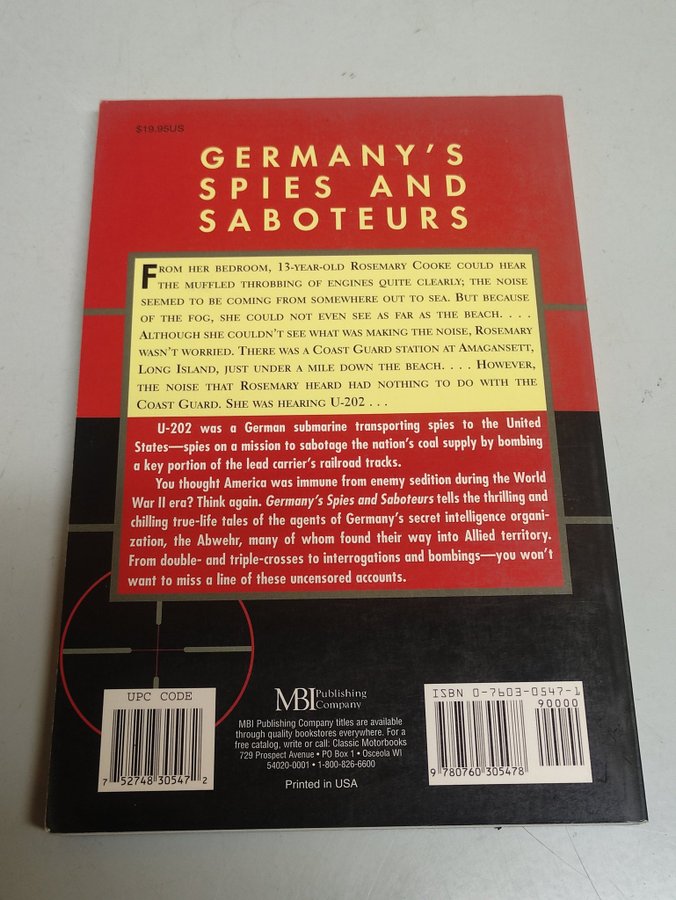 $19.95US
GERMANY'S
SPIES AND
SABOTEURS
FROM HER BEDROOM, 13-YEAR-OLD ROSEMARY COOKE COULD HEAR
THE MUFFLED THROBBING OF ENGINES QUITE CLEARLY; THE NOISE
SEEMED TO BE COMING FROM SOMEWHERE OUT TO SEA. BUT BECAUSE
OF THE FOG, SHE COULD NOT EVEN SEE AS FAR AS THE BEACH. . . .
ALTHOUGH SHE COULDN'T SEE WHAT WAS MAKING THE NOISE, ROSEMARY
WASN'T WORRIED. THERE WAS A COAST GUARD STATION AT AMAGANSETT,
LONG ISLAND, JUST UNDER A MILE DOWN THE BEACH. . . . HOWEVER,
THE NOISE THAT ROSEMARY HEARD HAD NOTHING TO DO WITH THE
COAST GUARD. SHE WAS HEARING U-202 . . .
U-202 was a German submarine transporting spies to the United
States—spies on a mission to sabotage the nation's coal supply by bombing
a key portion of the lead carrier's railroad tracks.
You thought America was immune from enemy sedition during the World
War II era? Think again. Germany's Spies and Saboteurs tells the thrilling and
chilling true-life tales of the agents of Germany's secret intelligence organi-
zation, the Abwehr, many of whom found their way into Allied territory.
From double- and triple-crosses to interrogations and bombings—you won't
want to miss a line of these uncensored accounts.
UPC CODE
7 52748 30547 2
MBI Publishing
Company
MBI Publishing Company titles are available
through quality bookstores everywhere. For a
free catalog, write or call: Classic Motorbooks
729 Prospect Avenue • PO Box 1 • Osceola WI
54020-0001 • 1-800-826-6600
Printed in USA
ISBN 0-7603-0547-1
90000
9 780760 305478